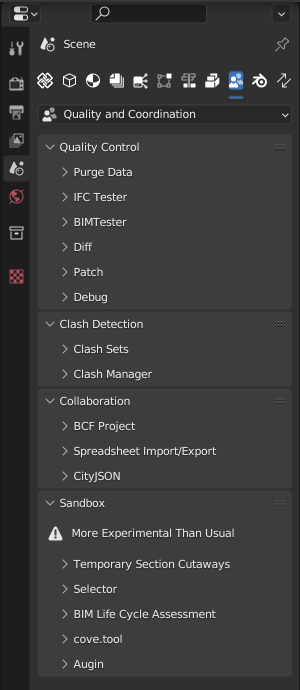 Scene
Quality and Coordination
Quality Control
Purge Data
IFC Tester
BIMTester
Diff
Patch
Debug
Clash Detection
Clash Sets
Clash Manager
Collaboration
BCF Project
Spreadsheet Import/Export
CityJSON
Sandbox
More Experimental Than Usual
Temporary Section Cutaways
Selector
BIM Life Cycle Assessment
cove.tool
Augin